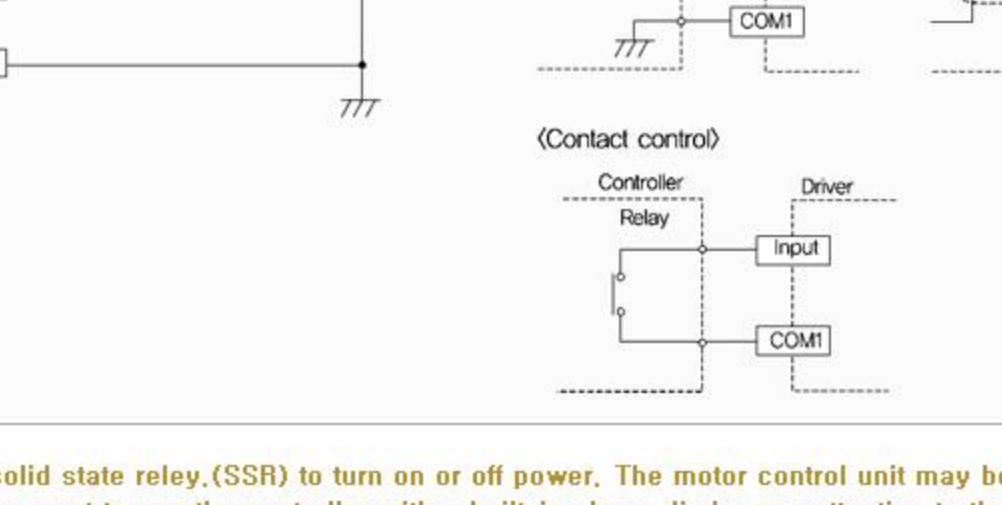 COM1
〈Contact control〉
Controller
Driver
Relay
Input
COM1
solid state reley.(SSR) to turn on or off power. The motor control unit may be